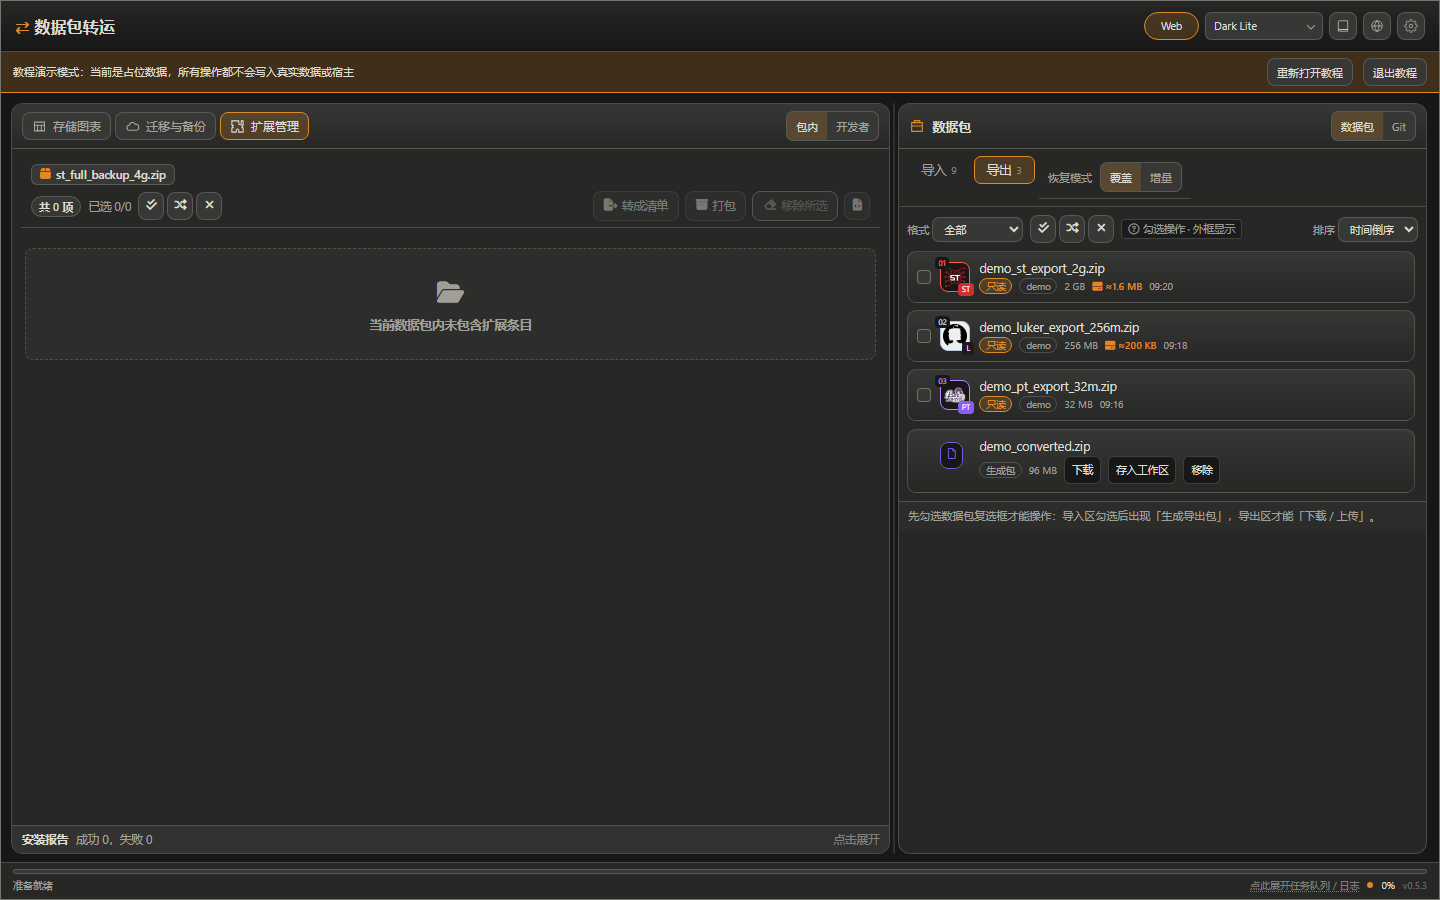 数据包转运
Web
Dark Lite
教程演示模式：当前是占位数据，所有操作都不会写入真实数据或宿主
重新打开教程
退出教程
存储图表
迁移与备份
扩展管理
包内
开发者
st_full_backup_4g.zip
共 0 项
已选 0/0
转成清单
打包
移除所选
当前数据包内未包含扩展条目
安装报告 成功 0，失败 0
点击展开
数据包
数据包
Git
导入 9
导出 3
恢复模式
覆盖
增量
格式
全部
勾选操作 · 外框显示
排序
时间倒序
01
ST
ST
demo_st_export_2g.zip
只读 demo 2 GB ≈1.6 MB 09:20
02
L
demo_luker_export_256m.zip
只读 demo 256 MB ≈200 KB 09:18
03
PT
demo_pt_export_32m.zip
只读 demo 32 MB 09:16
demo_converted.zip
生成包 96 MB 下载 存入工作区 移除
先勾选数据包复选框才能操作：导入区勾选后出现「生成导出包」，导出区才能「下载 / 上传」。
准备就绪
点此展开任务队列 / 日志
0%
v0.5.3